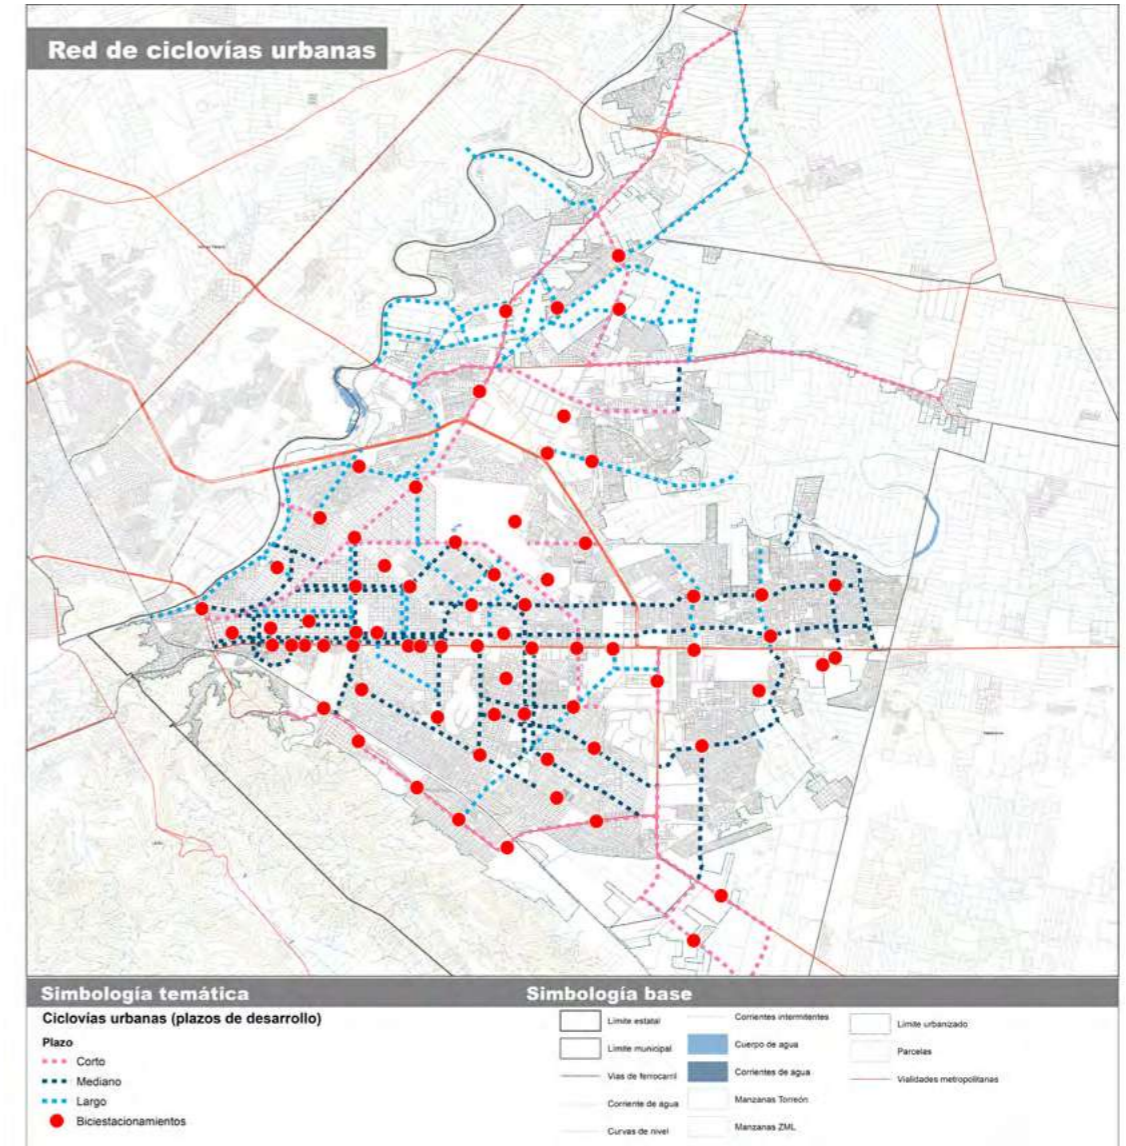 Red de ciclovías urbanas
Simbología temática
Ciclovías urbanas (plazos de desarrollo)
Plazo
Corto
Mediano
Largo
Biciestacionamientos
Simbología base
Límite estatal
Límite municipal
Vías de ferrocarril
Corriente de agua
Curvas de nivel
Corrientes intermitentes
Cuerpo de agua
Corrientes de agua
Manzanas Torreón
Manzanas ZML
Límite urbanizado
Parcelas
Vialidades metropolitanas